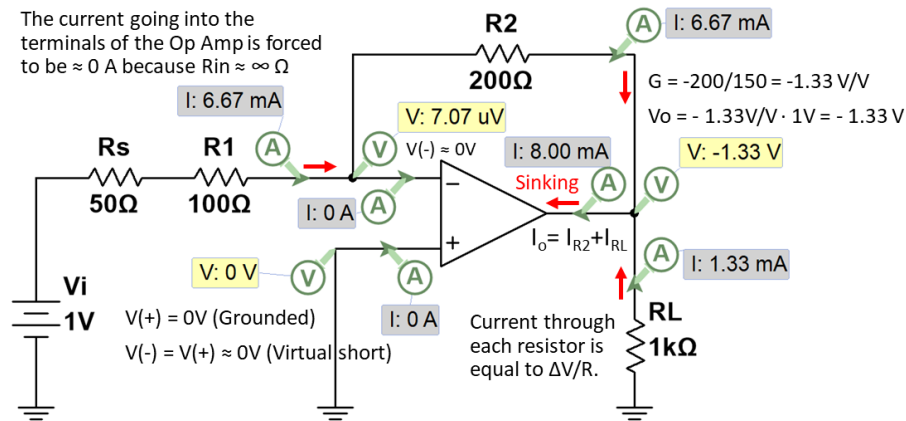 The current going into the
terminals of the Op Amp is forced
to be ≈ 0 A because Rin ≈ ∞ Ω
R2
200Ω
A
I: 6.67 mA
G = -200/150 = -1.33 V/V
Vo = - 1.33V/V · 1V = - 1.33 V
I: 6.67 mA
A
V: 7.07 uV
V
V(-) ≈ 0V
Rs
50Ω
R1
100Ω
I: 0 A
A
I: 8.00 mA
Sinking
A
V: -1.33 V
V
−
+
Io= IR2+IRL
V: 0 V
V
A
I: 0 A
A
I: 1.33 mA
Vi
1V
V(+) = 0V (Grounded)
V(-) = V(+) ≈ 0V (Virtual short)
Current through
each resistor is
equal to ΔV/R.
RL
1kΩ